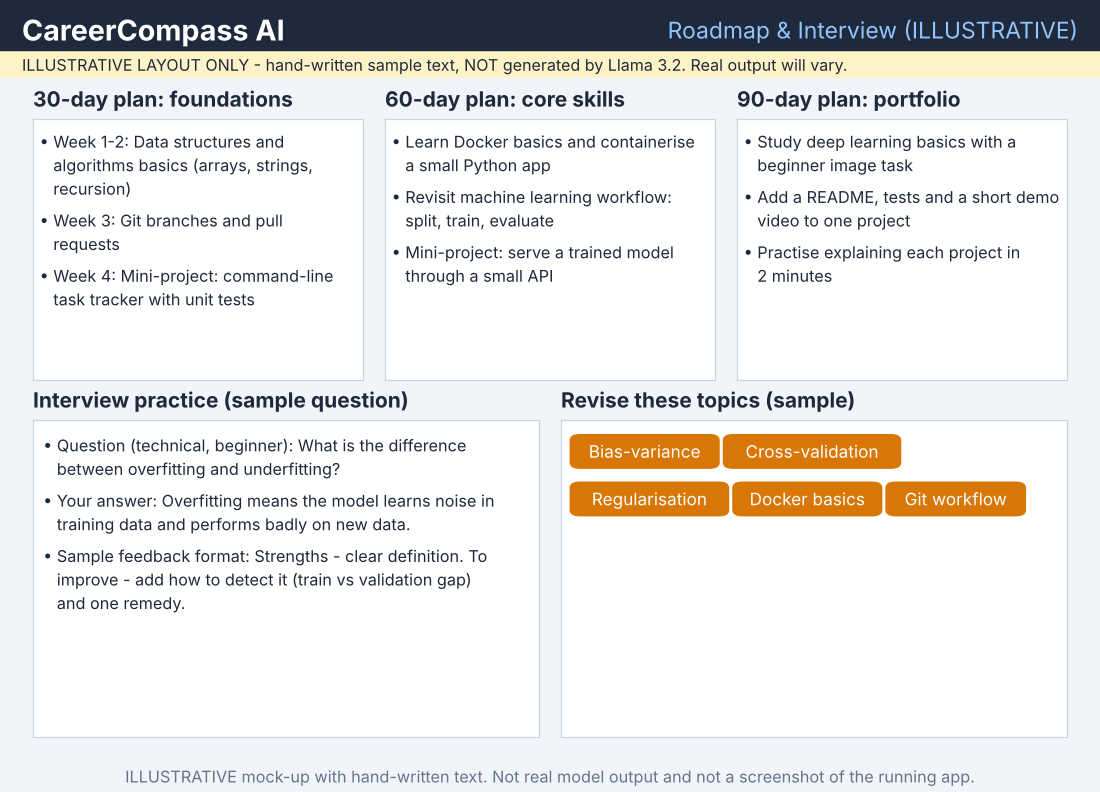 CareerCompass AI
Roadmap & Interview (ILLUSTRATIVE)
ILLUSTRATIVE LAYOUT ONLY - hand-written sample text, NOT generated by Llama 3.2. Real output will vary.
30-day plan: foundations
• Week 1-2: Data structures and
algorithms basics (arrays, strings,
recursion)
• Week 3: Git branches and pull
requests
• Week 4: Mini-project: command-line
task tracker with unit tests
60-day plan: core skills
• Learn Docker basics and containerise
a small Python app
• Revisit machine learning workflow:
split, train, evaluate
• Mini-project: serve a trained model
through a small API
90-day plan: portfolio
• Study deep learning basics with a
beginner image task
• Add a README, tests and a short demo
video to one project
• Practise explaining each project in
2 minutes
Interview practice (sample question)
• Question (technical, beginner): What is the difference
between overfitting and underfitting?
• Your answer: Overfitting means the model learns noise in
training data and performs badly on new data.
• Sample feedback format: Strengths - clear definition. To
improve - add how to detect it (train vs validation gap)
and one remedy.
Revise these topics (sample)
Bias-variance
Cross-validation
Regularisation
Docker basics
Git workflow
ILLUSTRATIVE mock-up with hand-written text. Not real model output and not a screenshot of the running app.